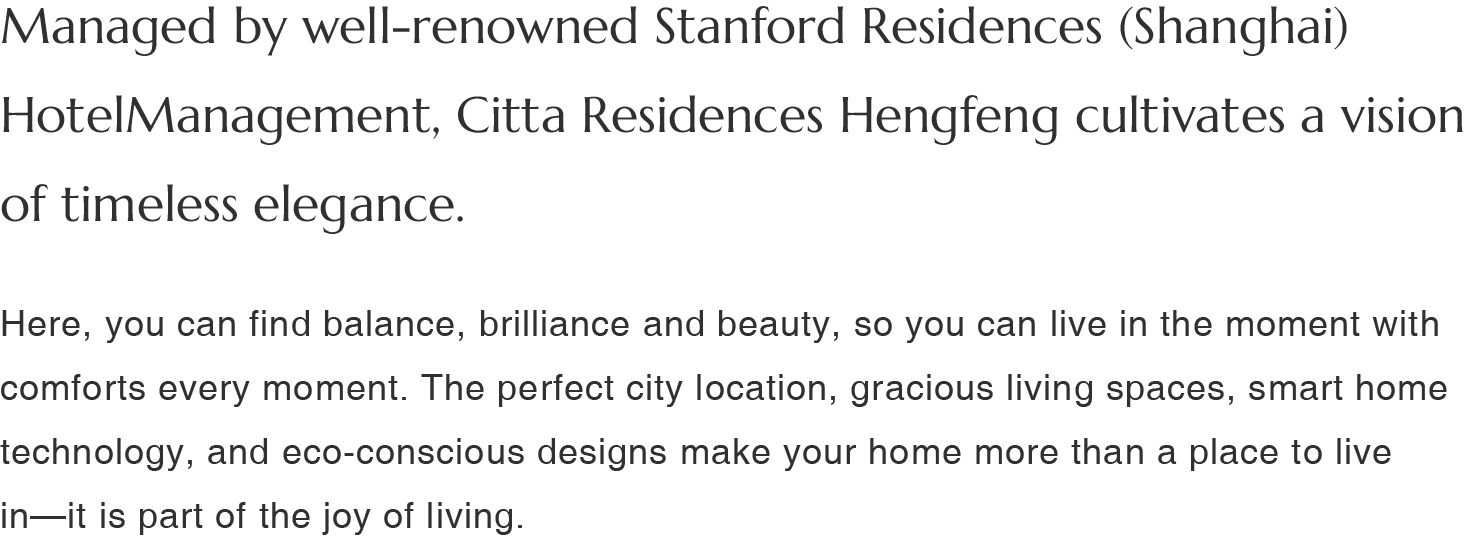 Managed by well-renowned Stanford Residences (Shanghai)
HotelManagement, Citta Residences Hengfeng cultivates a vision
of timeless elegance.
Here, you can find balance, brilliance and beauty, so you can live in the moment with
comforts every moment. The perfect city location, gracious living spaces, smart home
technology, and eco-conscious designs make your home more than a place to live
in—it is part of the joy of living.